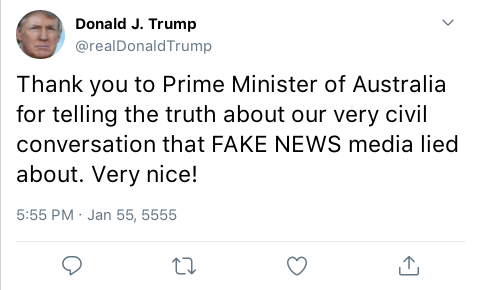 Donald J. Trump
@realDonaldTrump
Thank you to Prime Minister of Australia
for telling the truth about our very civil
conversation that FAKE NEWS media lied
about. Very nice!
5:55 PM · Jan 55, 5555